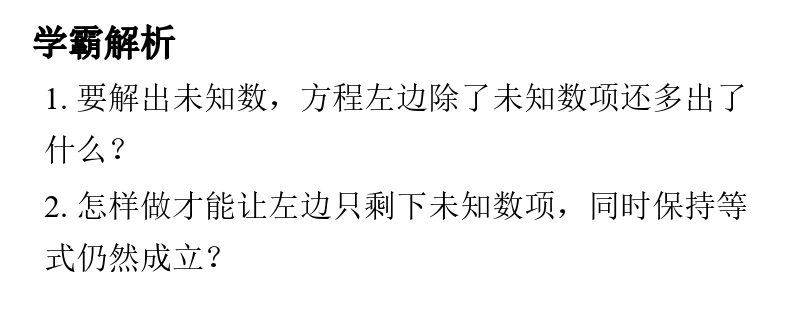 学霸解析
1. 要解出未知数，方程左边除了未知数项还多出了
什么？
2. 怎样做才能让左边只剩下未知数项，同时保持等
式仍然成立？